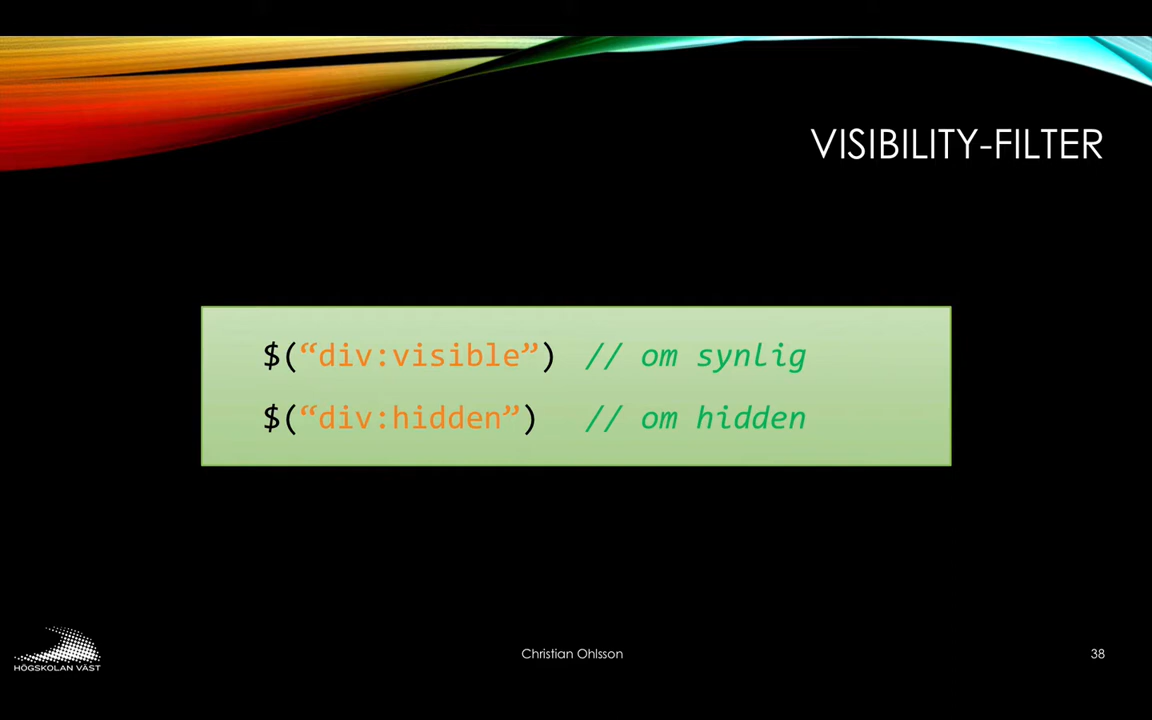 VISIBILITY-FILTER
$(“div:visible”) // om synlig
$(“div:hidden”) // om hidden
HÖGSKOLAN VÄST
Christian Ohlsson
38